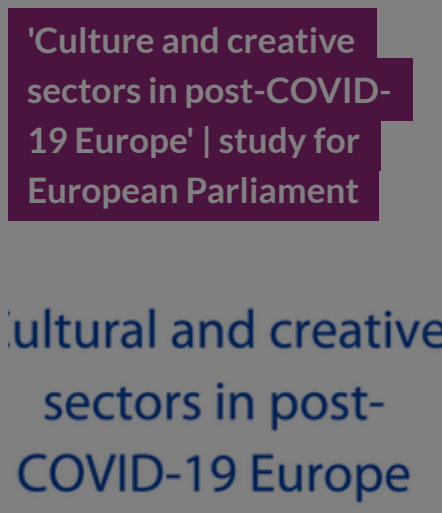 'Culture and creative
sectors in post-COVID-
19 Europe' | study for
European Parliament
ultural and creative
sectors in post-
COVID-19 Europe